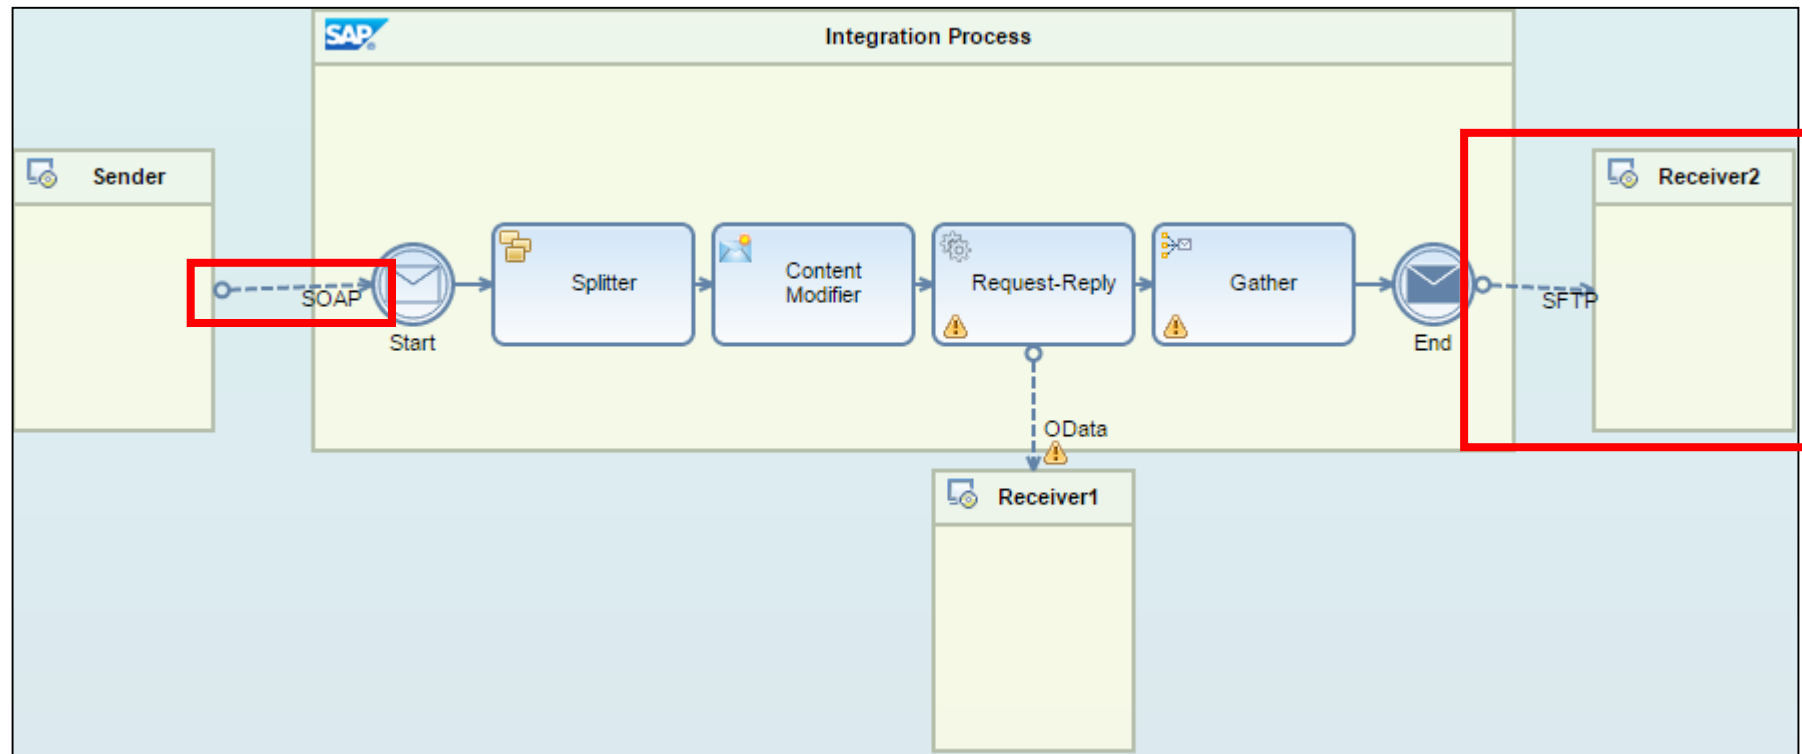 SAP®
Integration Process
Sender
Receiver2
SOAP
Start
Splitter
Content
Modifier
Request-Reply
Gather
End
SFTP
OData
Receiver1